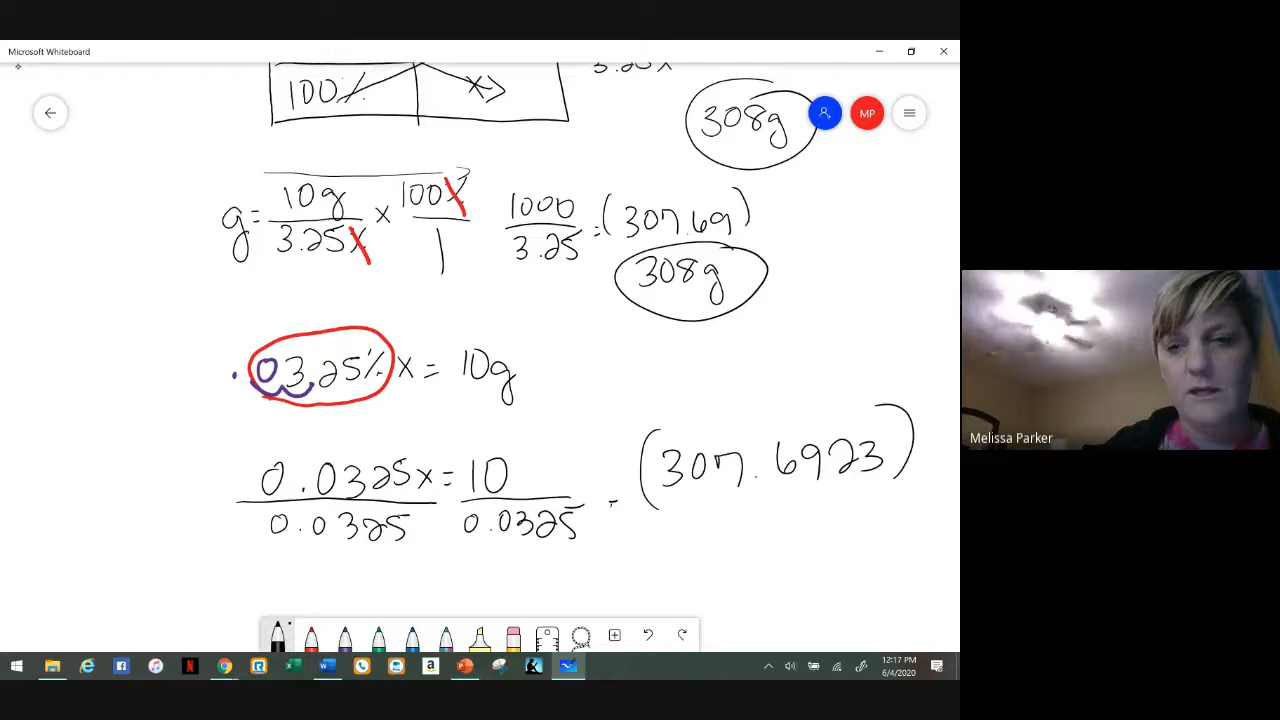 Microsoft Whiteboard
3.25x
100% x
308g
MP
g= 10g x 100% 1000 =(307.69)
3.25% 1 3.25
308g
.03.25% x = 10g
0.0325x = 10 = (307.6923)
0.0325 0.0325
Melissa Parker
12:17 PM
6/4/2020